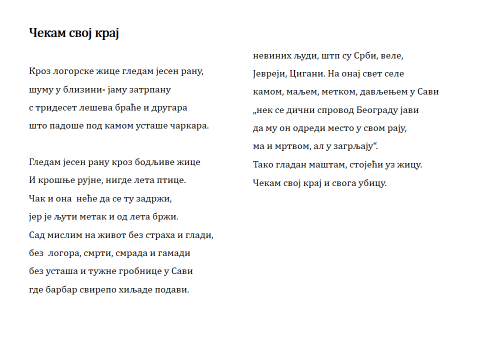 Чекам свој крај
Кроз логорске жице гледам јесен рану,
шуму у близини- јаму затрпану
с тридесет лешева браће и другара
што падоше под камом усташе чаркара.
Гледам јесен рану кроз бодљиве жице
И крошње рујне, нигде лета птице.
Чак и она  неће да се ту задржи,
јер је љути метак и од лета бржи.
Сад мислим на живот без страха и глади,
без  логора, смрти, смрада и гамади
без усташа и тужне гробнице у Сави
где барбар свирепо хиљаде подави.
невиних људи, штп су Срби, веле,
Јевреји, Цигани. На онај свет селе
камом, маљем, метком, дављењем у Сави
„нек се дични спровод Београду јави
да му он одреди место у свом рају,
ма и мртвом, ал у загрљају“.
Тако гладан маштам, стојећи уз жицу.
Чекам свој крај и свога убицу.